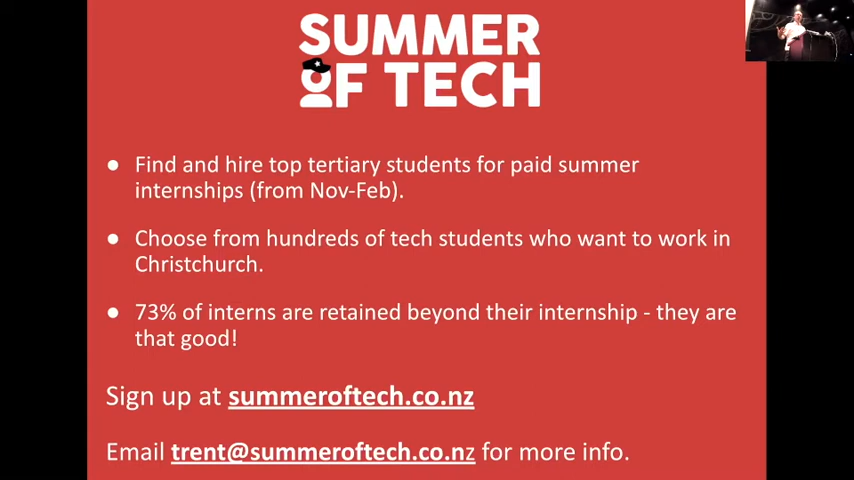 SUMMER
OF TECH
● Find and hire top tertiary students for paid summer
internships (from Nov-Feb).
● Choose from hundreds of tech students who want to work in
Christchurch.
● 73% of interns are retained beyond their internship - they are
that good!
Sign up at summeroftech.co.nz
Email trent@summeroftech.co.nz for more info.